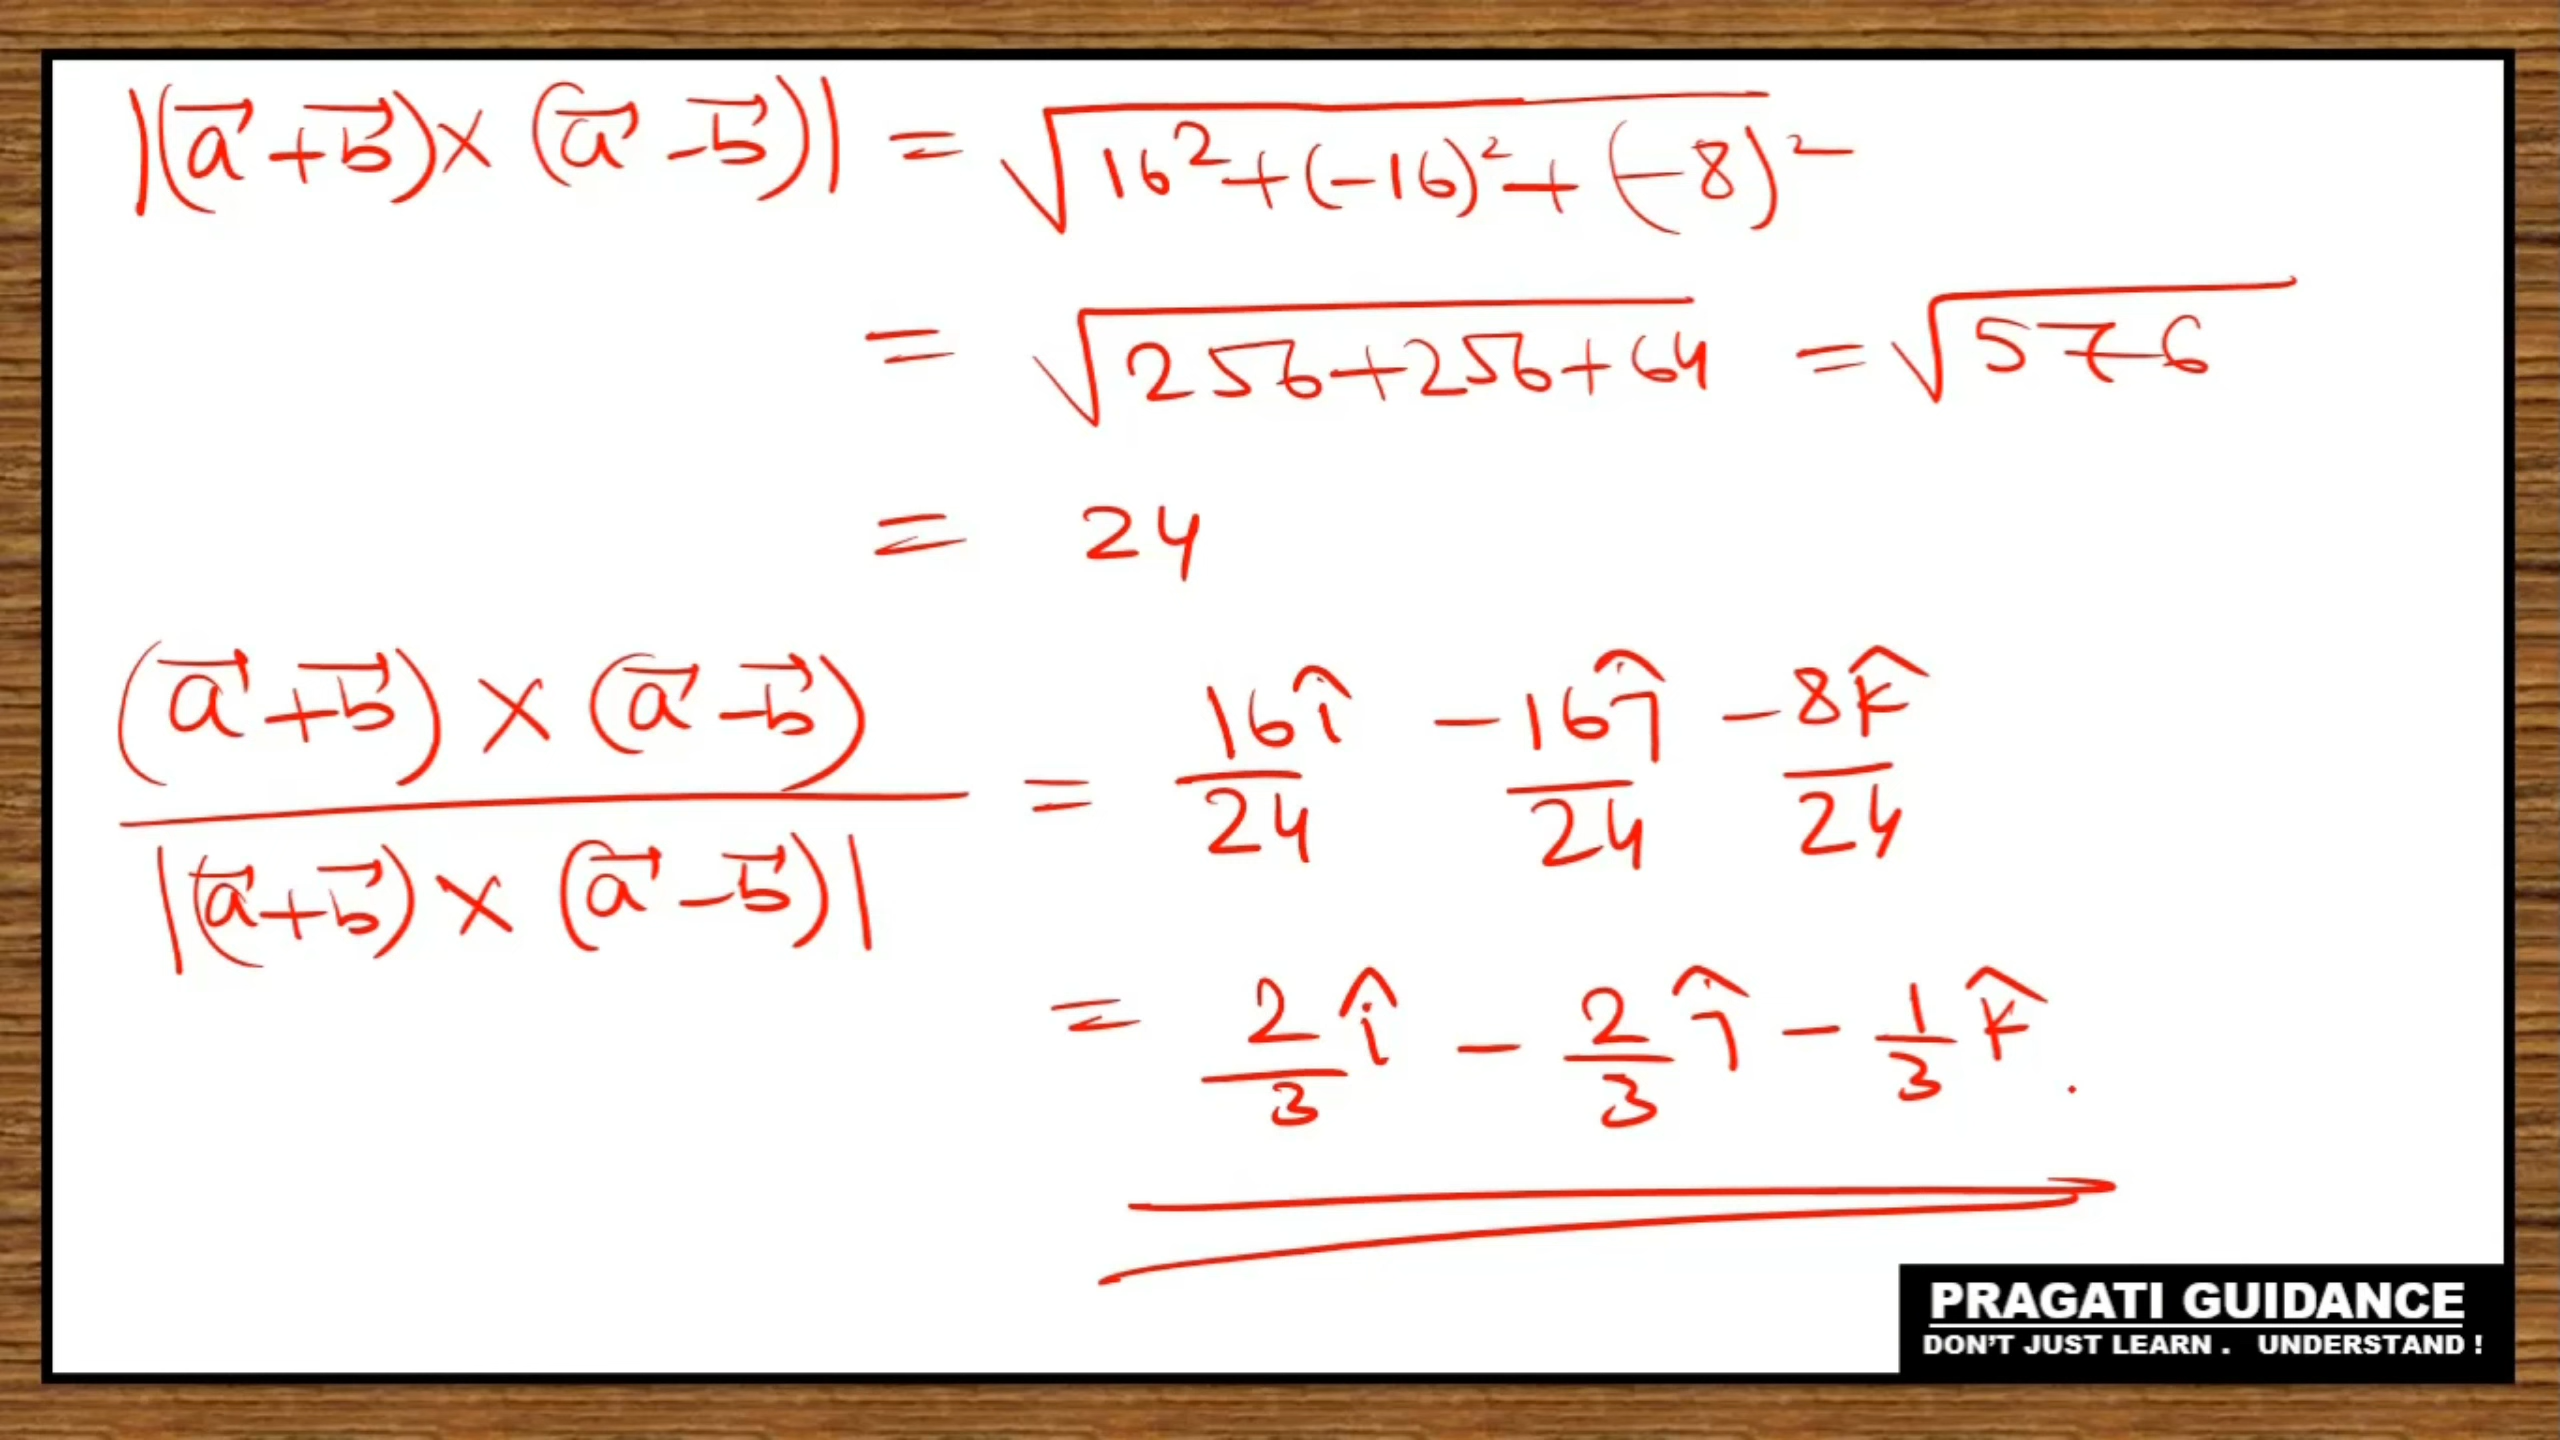 |(a⃗ + b⃗) × (a⃗ - b⃗)| = √(16² + (-16)² + (-8)²)
= √(256 + 256 + 64) = √576
= 24
(a⃗ + b⃗) × (a⃗ - b⃗) / |(a⃗ + b⃗) × (a⃗ - b⃗)| = 16î/24 - 16ĵ/24 - 8k̂/24
= 2/3 î - 2/3 ĵ - 1/3 k̂.
PRAGATI GUIDANCE
DON'T JUST LEARN . UNDERSTAND !